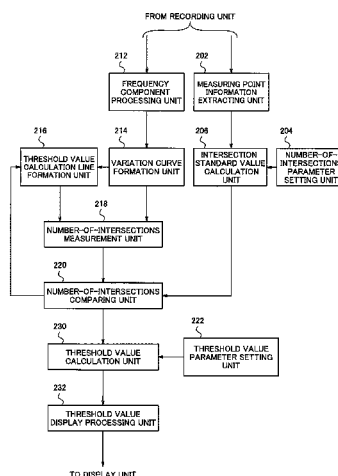 FROM RECORDING UNIT
212
202
FREQUENCY
COMPONENT
PROCESSING UNIT
MEASURING POINT
INFORMATION
EXTRACTING UNIT
216
214
206
204
THRESHOLD VALUE
CALCULATION LINE
FORMATION UNIT
VARIATION CURVE
FORMATION UNIT
INTERSECTION
STANDARD VALUE
CALCULATION
UNIT
NUMBER-OF-
INTERSECTIONS
PARAMETER
SETTING UNIT
218
NUMBER-OF-INTERSECTIONS
MEASUREMENT UNIT
220
NUMBER-OF-INTERSECTIONS
COMPARING UNIT
230
222
THRESHOLD VALUE
CALCULATION UNIT
THRESHOLD VALUE
PARAMETER SETTING
UNIT
232
THRESHOLD VALUE
DISPLAY PROCESSING UNIT
TO DISPLAY UNIT